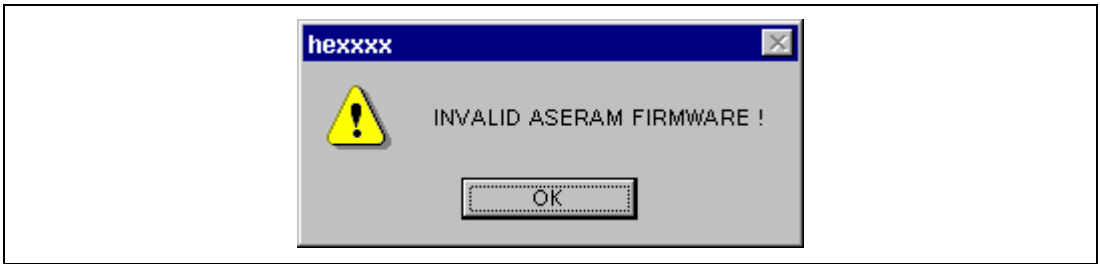 hexxxx
INVALID ASERAM FIRMWARE !
OK